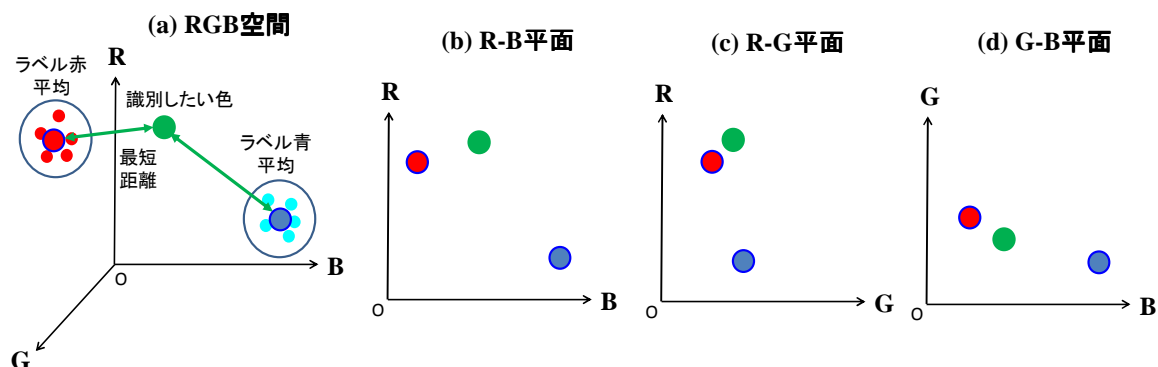 (a) RGB空間
R
ラベル赤
平均
識別したい色
最短
距離
ラベル青
平均
O
B
G
(b) R-B平面
R
O
B
(c) R-G平面
R
O
G
(d) G-B平面
G
O
B